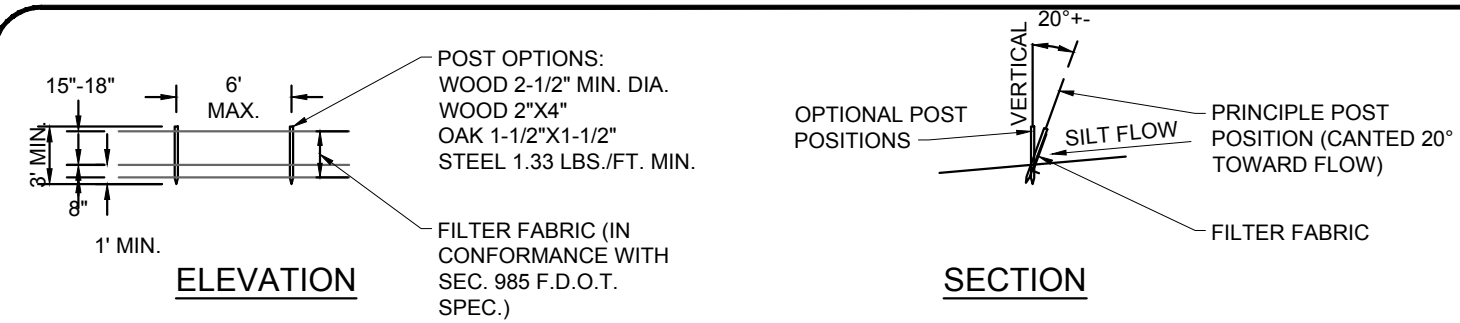 15"-18"
6'
MAX.
3' MIN.
8"
1' MIN.
POST OPTIONS:
WOOD 2-1/2" MIN. DIA.
WOOD 2"X4"
OAK 1-1/2"X1-1/2"
STEEL 1.33 LBS./FT. MIN.
FILTER FABRIC (IN
CONFORMANCE WITH
SEC. 985 F.D.O.T.
SPEC.)
ELEVATION
20°+-
VERTICAL
OPTIONAL POST
POSITIONS
SILT FLOW
PRINCIPLE POST
POSITION (CANTED 20°
TOWARD FLOW)
FILTER FABRIC
SECTION